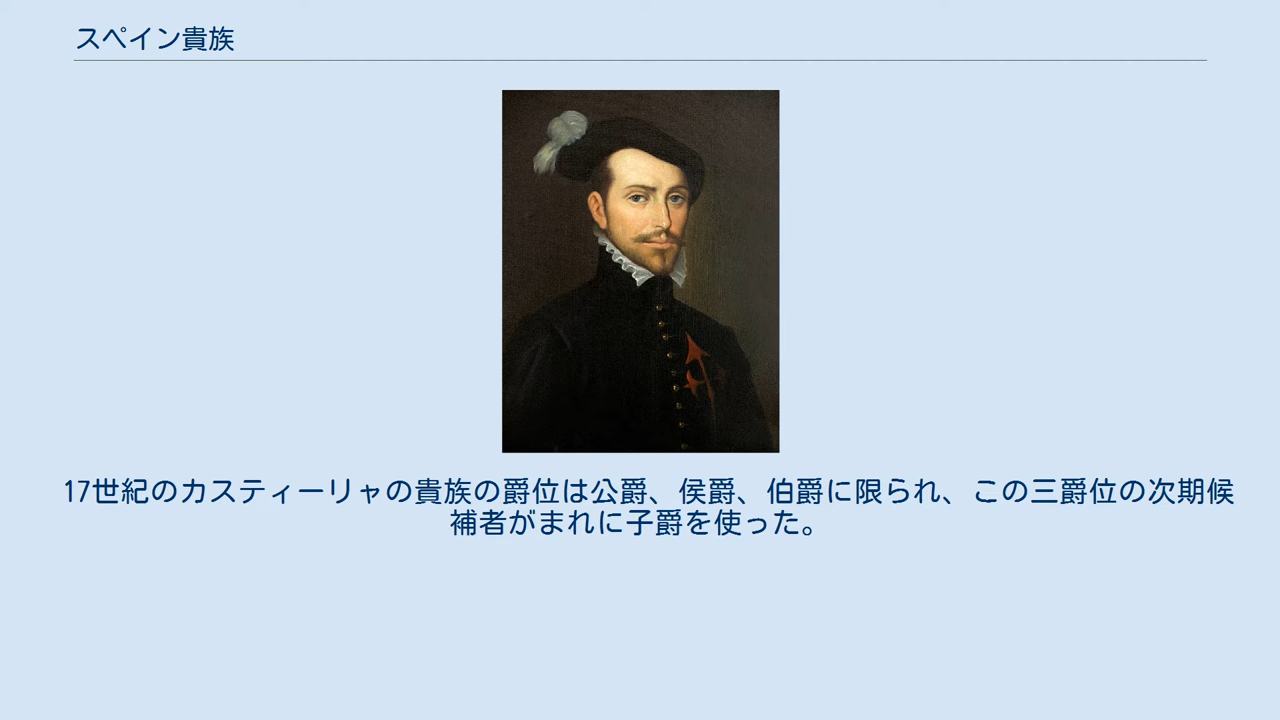 スペイン貴族
17世紀のカスティーリャの貴族の爵位は公爵、侯爵、伯爵に限られ、この三爵位の次期候
補者がまれに子爵を使った。